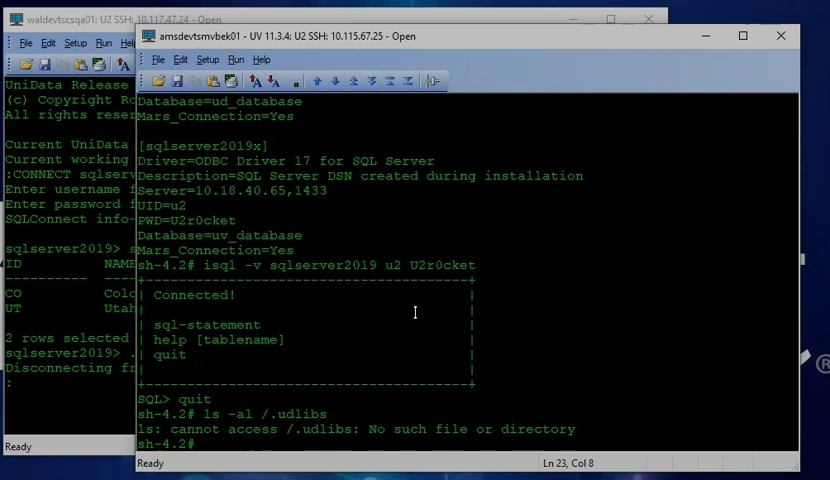 waldevtscsqa01: U2 SSH: 10.117.47.24 - Open
File Edit Setup Run Help
UniData Release
(c) Copyright Ro
All rights reser
Current UniData
Current working
:CONNECT sqlserv
Enter username f
Enter password f
SQLConnect info-
sqlserver2019> s
ID NAME
CO Colo
UT Utah
2 rows selected
sqlserver2019> .
Disconnecting fr
:
Ready
amsdevtsmvbek01 - UV 11.3.4: U2 SSH: 10.115.67.25 - Open
File Edit Setup Run Help
Database=ud_database
Mars_Connection=Yes
[sqlserver2019x]
Driver=ODBC Driver 17 for SQL Server
Description=SQL Server DSN created during installation
Server=10.18.40.65,1433
UID=u2
PWD=U2r0cket
Database=uv_database
Mars_Connection=Yes
sh-4.2# isql -v sqlserver2019 u2 U2r0cket
+---------------------------------------+
| Connected! |
| |
| sql-statement |
| help [tablename] |
| quit |
| |
+---------------------------------------+
SQL> quit
sh-4.2# ls -al /.udlibs
ls: cannot access /.udlibs: No such file or directory
sh-4.2#
Ready Ln 23, Col 8
®